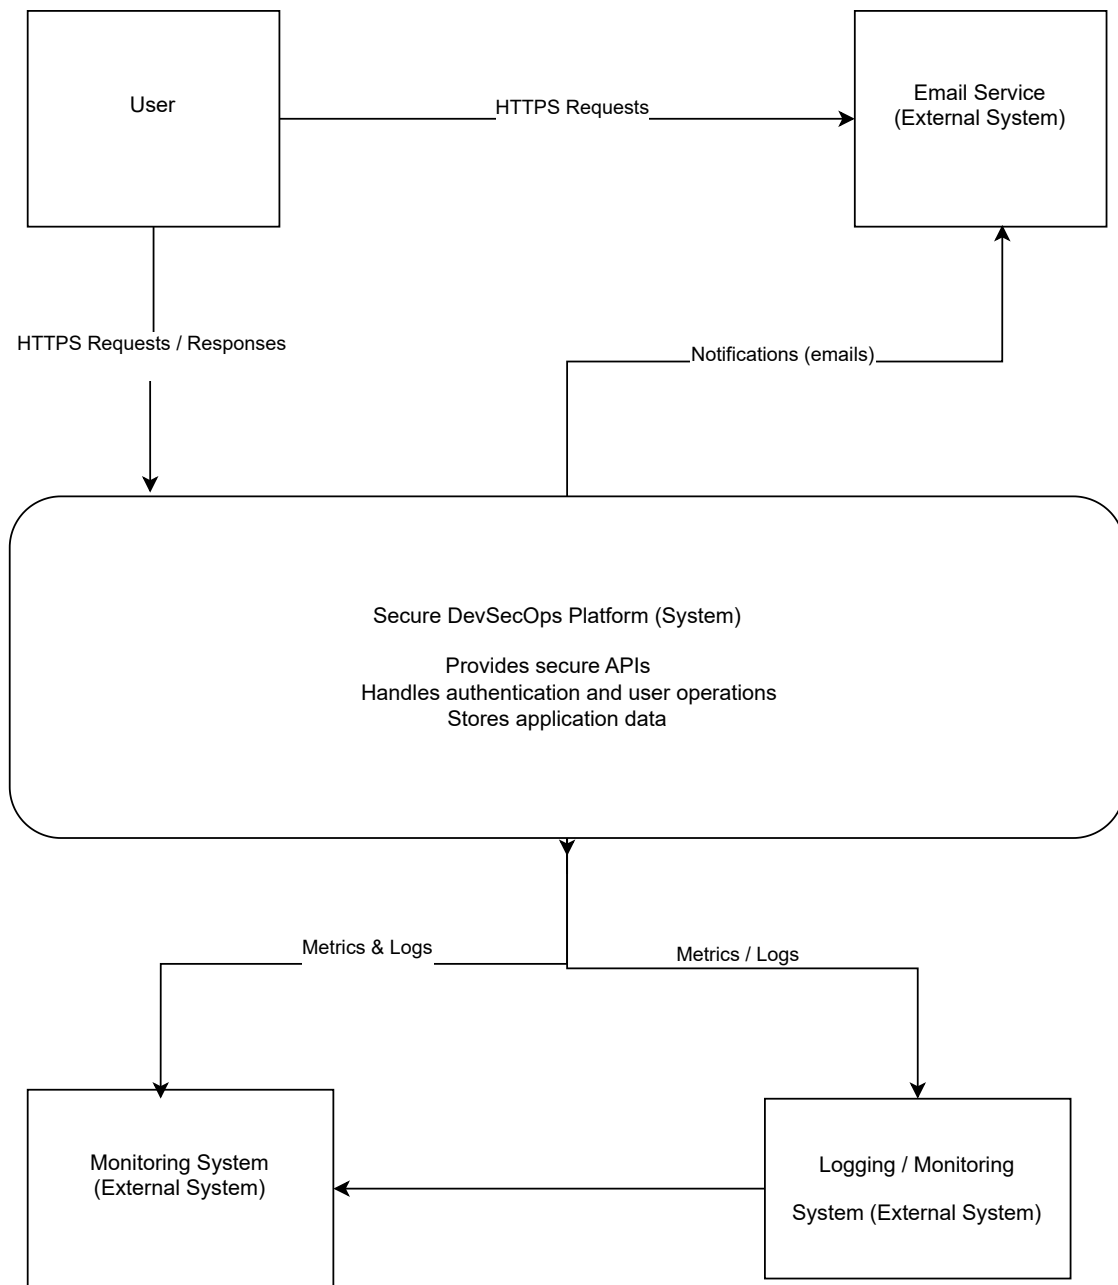 User
HTTPS Requests
Email Service
(External System)
HTTPS Requests / Responses
Notifications (emails)
Secure DevSecOps Platform (System)
Provides secure APIs
Handles authentication and user operations
Stores application data
Metrics & Logs
Metrics / Logs
Monitoring System
(External System)
Logging / Monitoring
System (External System)